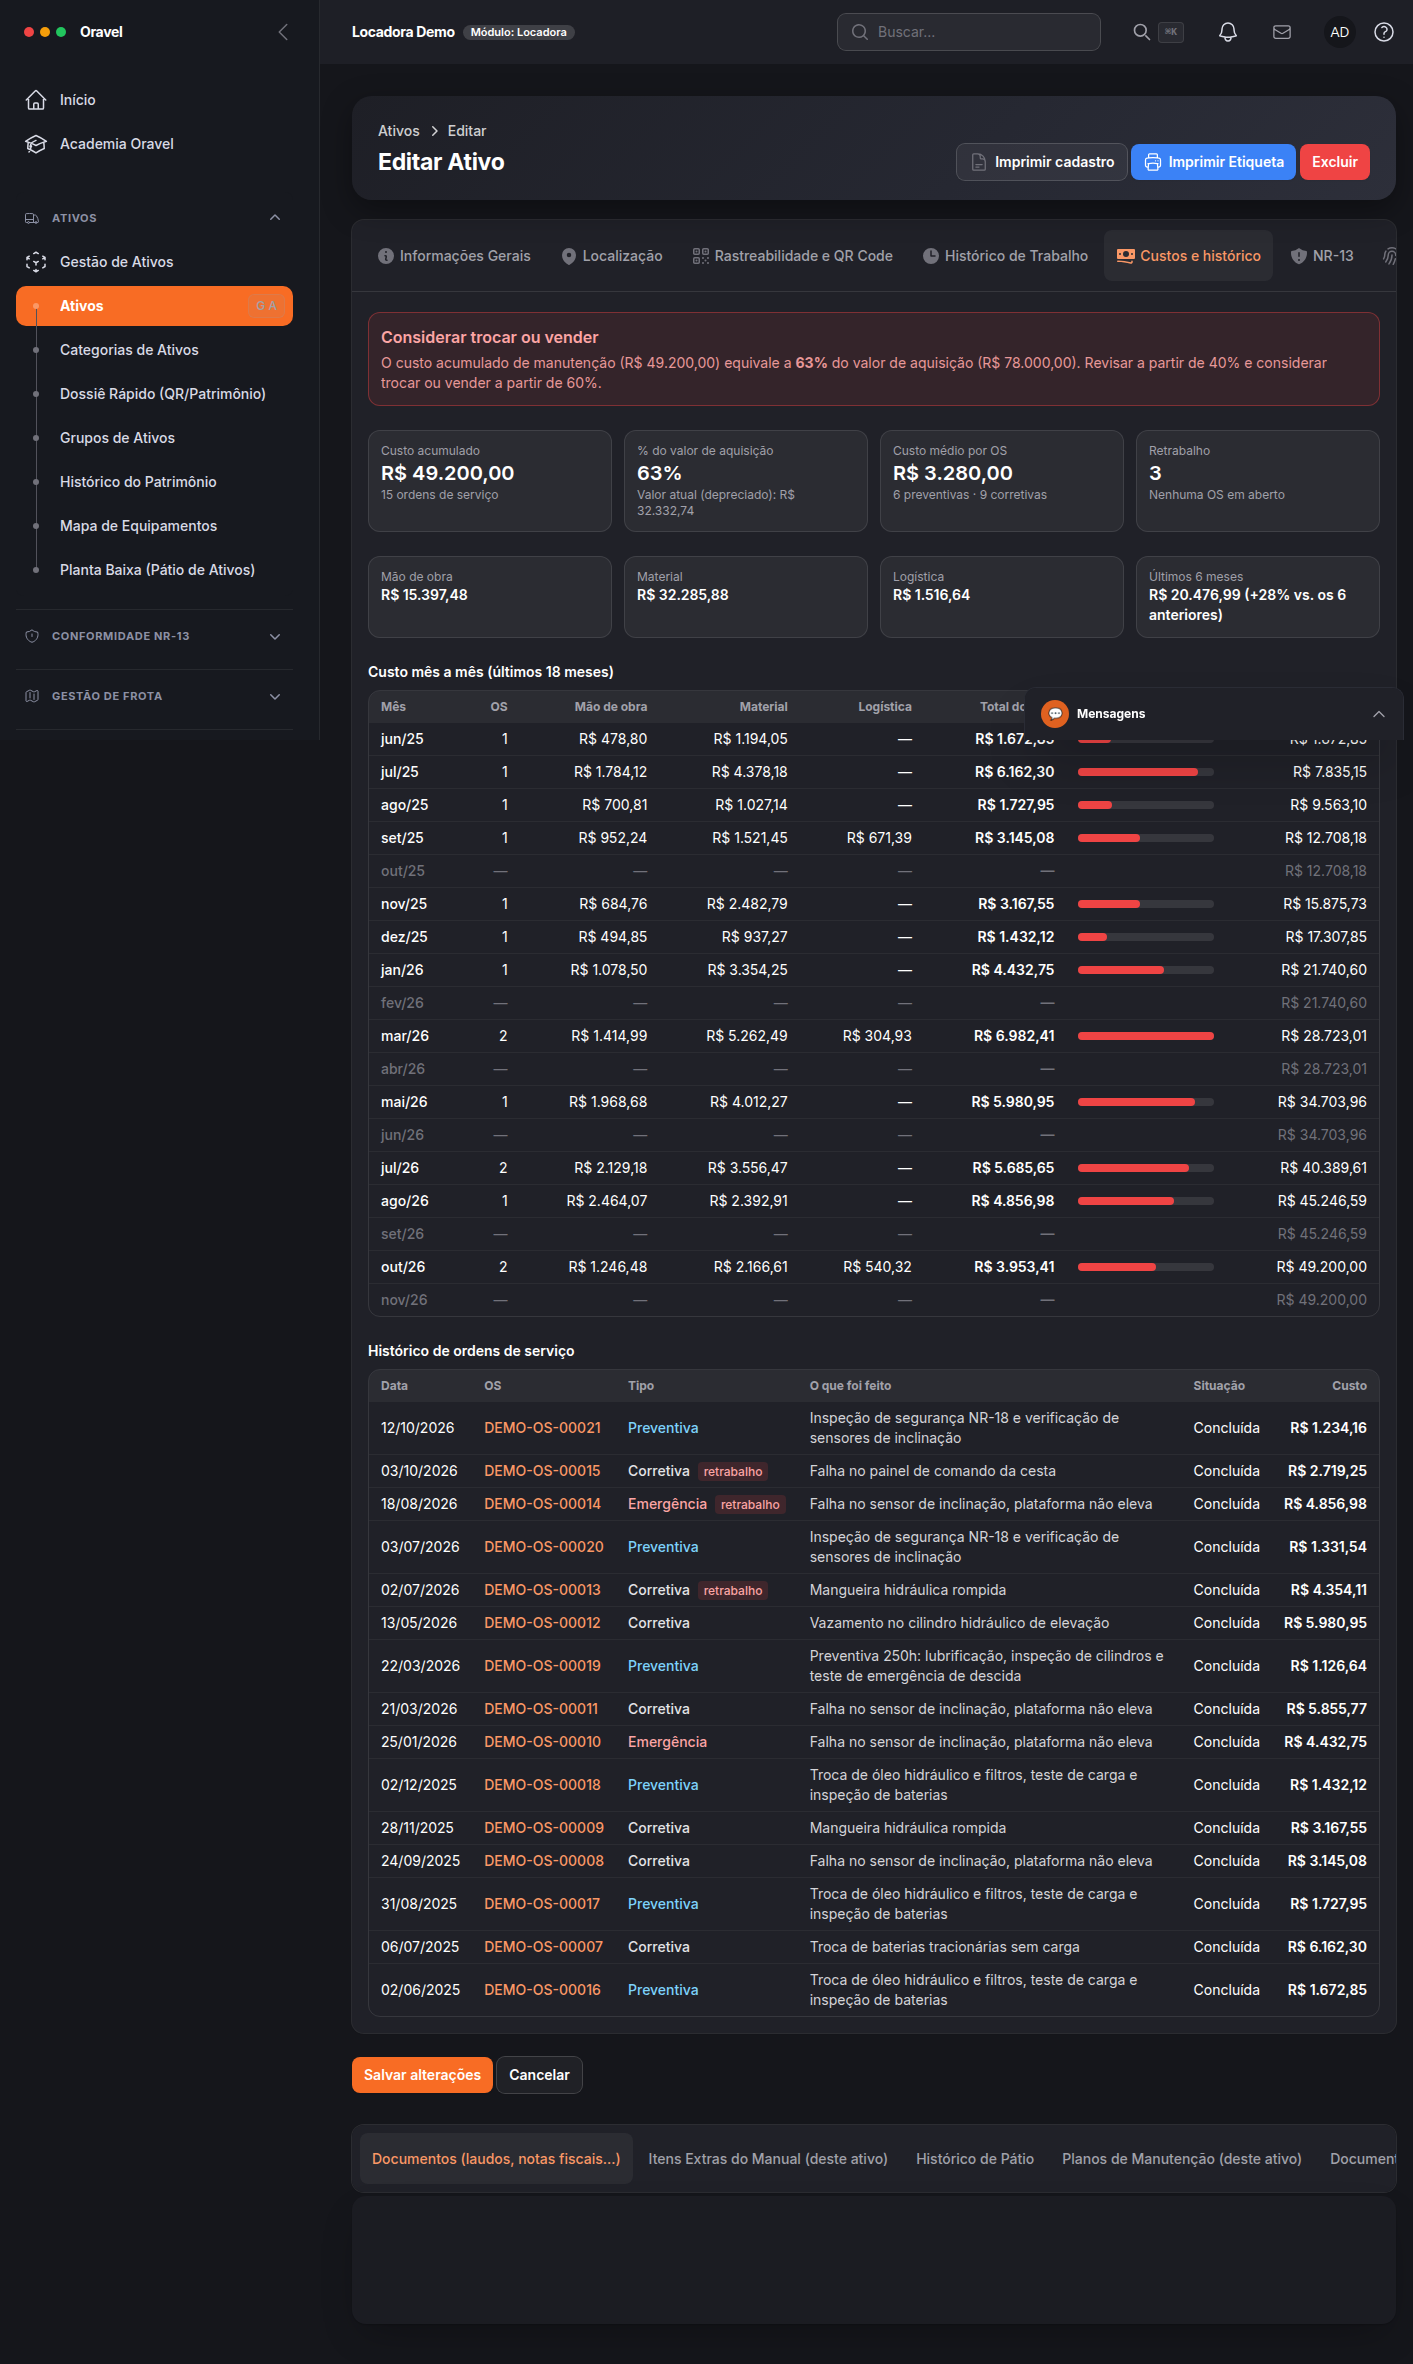 Oravel
Locadora Demo Módulo: Locadora
Buscar...
⌘K
AD
Início
Academia Oravel
ATIVOS
Gestão de Ativos
Ativos G A
Categorias de Ativos
Dossiê Rápido (QR/Patrimônio)
Grupos de Ativos
Histórico do Patrimônio
Mapa de Equipamentos
Planta Baixa (Pátio de Ativos)
CONFORMIDADE NR-13
GESTÃO DE FROTA
Ativos > Editar
Editar Ativo
Imprimir cadastro Imprimir Etiqueta Excluir
Informações Gerais Localização Rastreabilidade e QR Code Histórico de Trabalho Custos e histórico NR-13
Considerar trocar ou vender
O custo acumulado de manutenção (R$ 49.200,00) equivale a 63% do valor de aquisição (R$ 78.000,00). Revisar a partir de 40% e considerar
trocar ou vender a partir de 60%.
Custo acumulado
R$ 49.200,00
15 ordens de serviço
% do valor de aquisição
63%
Valor atual (depreciado): R$
32.332,74
Custo médio por OS
R$ 3.280,00
6 preventivas · 9 corretivas
Retrabalho
3
Nenhuma OS em aberto
Mão de obra
R$ 15.397,48
Material
R$ 32.285,88
Logística
R$ 1.516,64
Últimos 6 meses
R$ 20.476,99 (+28% vs. os 6
anteriores)
Custo mês a mês (últimos 18 meses)
Mês OS Mão de obra Material Logística Total do
Mensagens
jun/25 1 R$ 478,80 R$ 1.194,05 — R$ 1.672,85 R$ 1.672,85
jul/25 1 R$ 1.784,12 R$ 4.378,18 — R$ 6.162,30 R$ 7.835,15
ago/25 1 R$ 700,81 R$ 1.027,14 — R$ 1.727,95 R$ 9.563,10
set/25 1 R$ 952,24 R$ 1.521,45 R$ 671,39 R$ 3.145,08 R$ 12.708,18
out/25 — — — — — R$ 12.708,18
nov/25 1 R$ 684,76 R$ 2.482,79 — R$ 3.167,55 R$ 15.875,73
dez/25 1 R$ 494,85 R$ 937,27 — R$ 1.432,12 R$ 17.307,85
jan/26 1 R$ 1.078,50 R$ 3.354,25 — R$ 4.432,75 R$ 21.740,60
fev/26 — — — — — R$ 21.740,60
mar/26 2 R$ 1.414,99 R$ 5.262,49 R$ 304,93 R$ 6.982,41 R$ 28.723,01
abr/26 — — — — — R$ 28.723,01
mai/26 1 R$ 1.968,68 R$ 4.012,27 — R$ 5.980,95 R$ 34.703,96
jun/26 — — — — — R$ 34.703,96
jul/26 2 R$ 2.129,18 R$ 3.556,47 — R$ 5.685,65 R$ 40.389,61
ago/26 1 R$ 2.464,07 R$ 2.392,91 — R$ 4.856,98 R$ 45.246,59
set/26 — — — — — R$ 45.246,59
out/26 2 R$ 1.246,48 R$ 2.166,61 R$ 540,32 R$ 3.953,41 R$ 49.200,00
nov/26 — — — — — R$ 49.200,00
Histórico de ordens de serviço
Data OS Tipo O que foi feito Situação Custo
12/10/2026 DEMO-OS-00021 Preventiva Inspeção de segurança NR-18 e verificação de Concluída R$ 1.234,16
sensores de inclinação
03/10/2026 DEMO-OS-00015 Corretiva retrabalho Falha no painel de comando da cesta Concluída R$ 2.719,25
18/08/2026 DEMO-OS-00014 Emergência retrabalho Falha no sensor de inclinação, plataforma não eleva Concluída R$ 4.856,98
03/07/2026 DEMO-OS-00020 Preventiva Inspeção de segurança NR-18 e verificação de Concluída R$ 1.331,54
sensores de inclinação
02/07/2026 DEMO-OS-00013 Corretiva retrabalho Mangueira hidráulica rompida Concluída R$ 4.354,11
13/05/2026 DEMO-OS-00012 Corretiva Vazamento no cilindro hidráulico de elevação Concluída R$ 5.980,95
22/03/2026 DEMO-OS-00019 Preventiva Preventiva 250h: lubrificação, inspeção de cilindros e Concluída R$ 1.126,64
teste de emergência de descida
21/03/2026 DEMO-OS-00011 Corretiva Falha no sensor de inclinação, plataforma não eleva Concluída R$ 5.855,77
25/01/2026 DEMO-OS-00010 Emergência Falha no sensor de inclinação, plataforma não eleva Concluída R$ 4.432,75
02/12/2025 DEMO-OS-00018 Preventiva Troca de óleo hidráulico e filtros, teste de carga e Concluída R$ 1.432,12
inspeção de baterias
28/11/2025 DEMO-OS-00009 Corretiva Mangueira hidráulica rompida Concluída R$ 3.167,55
24/09/2025 DEMO-OS-00008 Corretiva Falha no sensor de inclinação, plataforma não eleva Concluída R$ 3.145,08
31/08/2025 DEMO-OS-00017 Preventiva Troca de óleo hidráulico e filtros, teste de carga e Concluída R$ 1.727,95
inspeção de baterias
06/07/2025 DEMO-OS-00007 Corretiva Troca de baterias tracionárias sem carga Concluída R$ 6.162,30
02/06/2025 DEMO-OS-00016 Preventiva Troca de óleo hidráulico e filtros, teste de carga e Concluída R$ 1.672,85
inspeção de baterias
Salvar alterações Cancelar
Documentos (laudos, notas fiscais...) Itens Extras do Manual (deste ativo) Histórico de Pátio Planos de Manutenção (deste ativo) Document